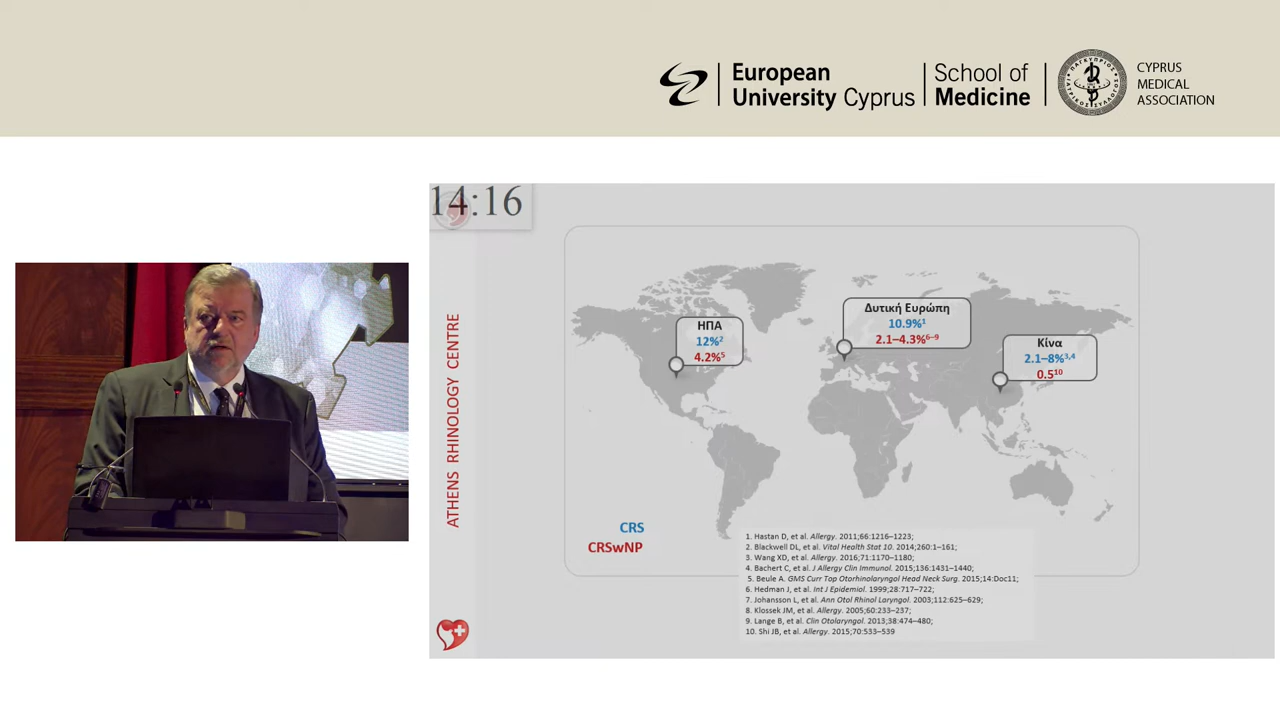 European
University Cyprus
School of
Medicine
CYPRUS
MEDICAL
ASSOCIATION
14:16
ATHENS RHINOLOGY CENTRE
ΗΠΑ
12%2
4.2%5
Δυτική Ευρώπη
10.9%1
2.1–4.3%6–9
Κίνα
2.1–8%3,4
0.510
CRS
CRSwNP
1. Hastan D, et al. Allergy. 2011;66:1216–1223;
2. Blackwell DL, et al. Vital Health Stat 10. 2014;260:1–161;
3. Wang XD, et al. Allergy. 2016;71:1170–1180;
4. Bachert C, et al. J Allergy Clin Immunol. 2015;136:1431–1440;
5. Beule A. GMS Curr Top Otorhinolaryngol Head Neck Surg. 2015;14:Doc11;
6. Hedman J, et al. Int J Epidemiol. 1999;28:717–722;
7. Johansson L, et al. Ann Otol Rhinol Laryngol. 2003;112:625–629;
8. Klossek JM, et al. Allergy. 2005;60:233–237;
9. Lange B, et al. Clin Otolaryngol. 2013;38:474–480;
10. Shi JB, et al. Allergy. 2015;70:533–539